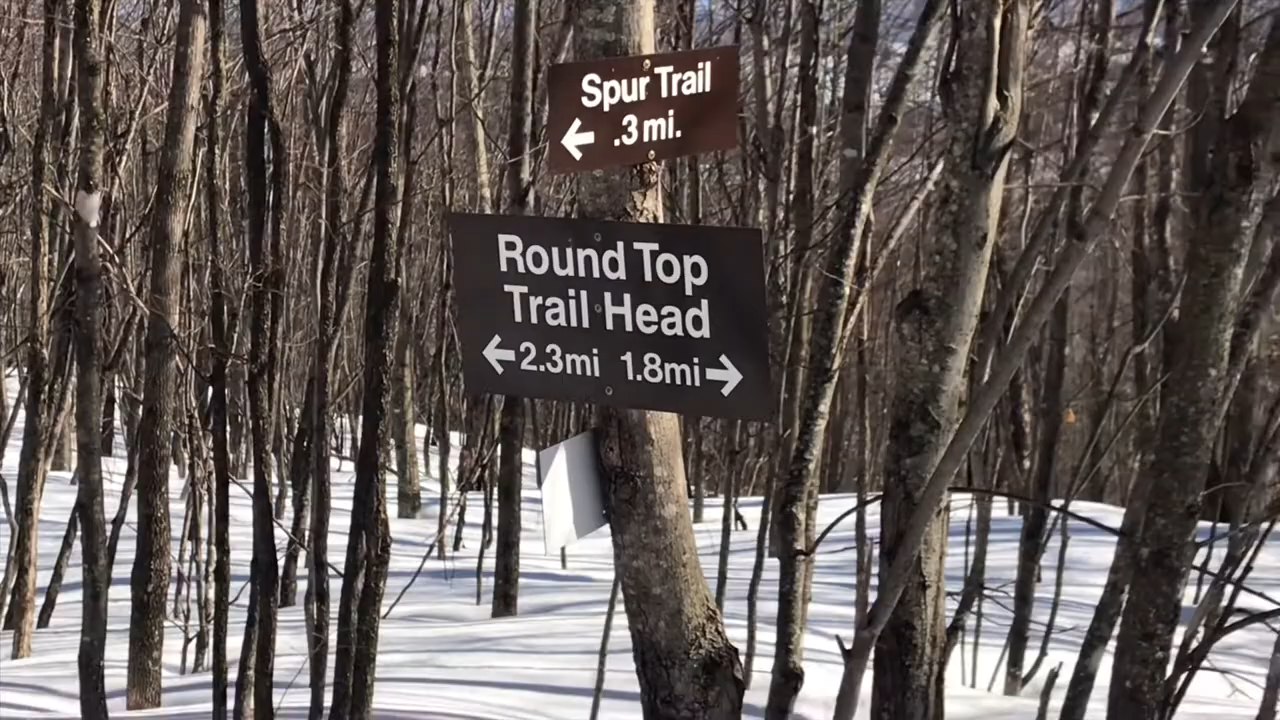 Spur Trail
← .3 mi.
Round Top
Trail Head
←2.3mi 1.8mi→